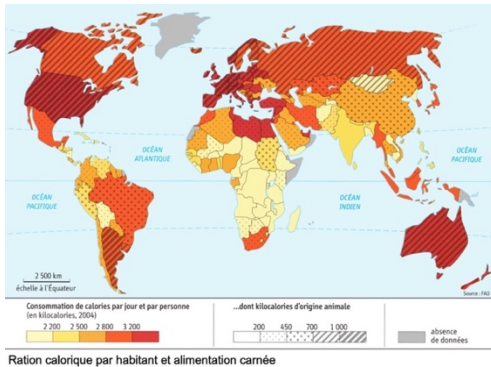 OCÉAN
ATLANTIQUE
OCÉAN
PACIFIQUE
OCÉAN
PACIFIQUE
OCÉAN
INDIEN
2 500 km
échelle à l'Équateur
Source : FAO
Consommation de calories par jour et par personne
(en kilocalories, 2004)
2 200 2 500 2 800 3 200
...dont kilocalories d'origine animale
200 450 700 1 000
absence
de données
Ration calorique par habitant et alimentation carnée